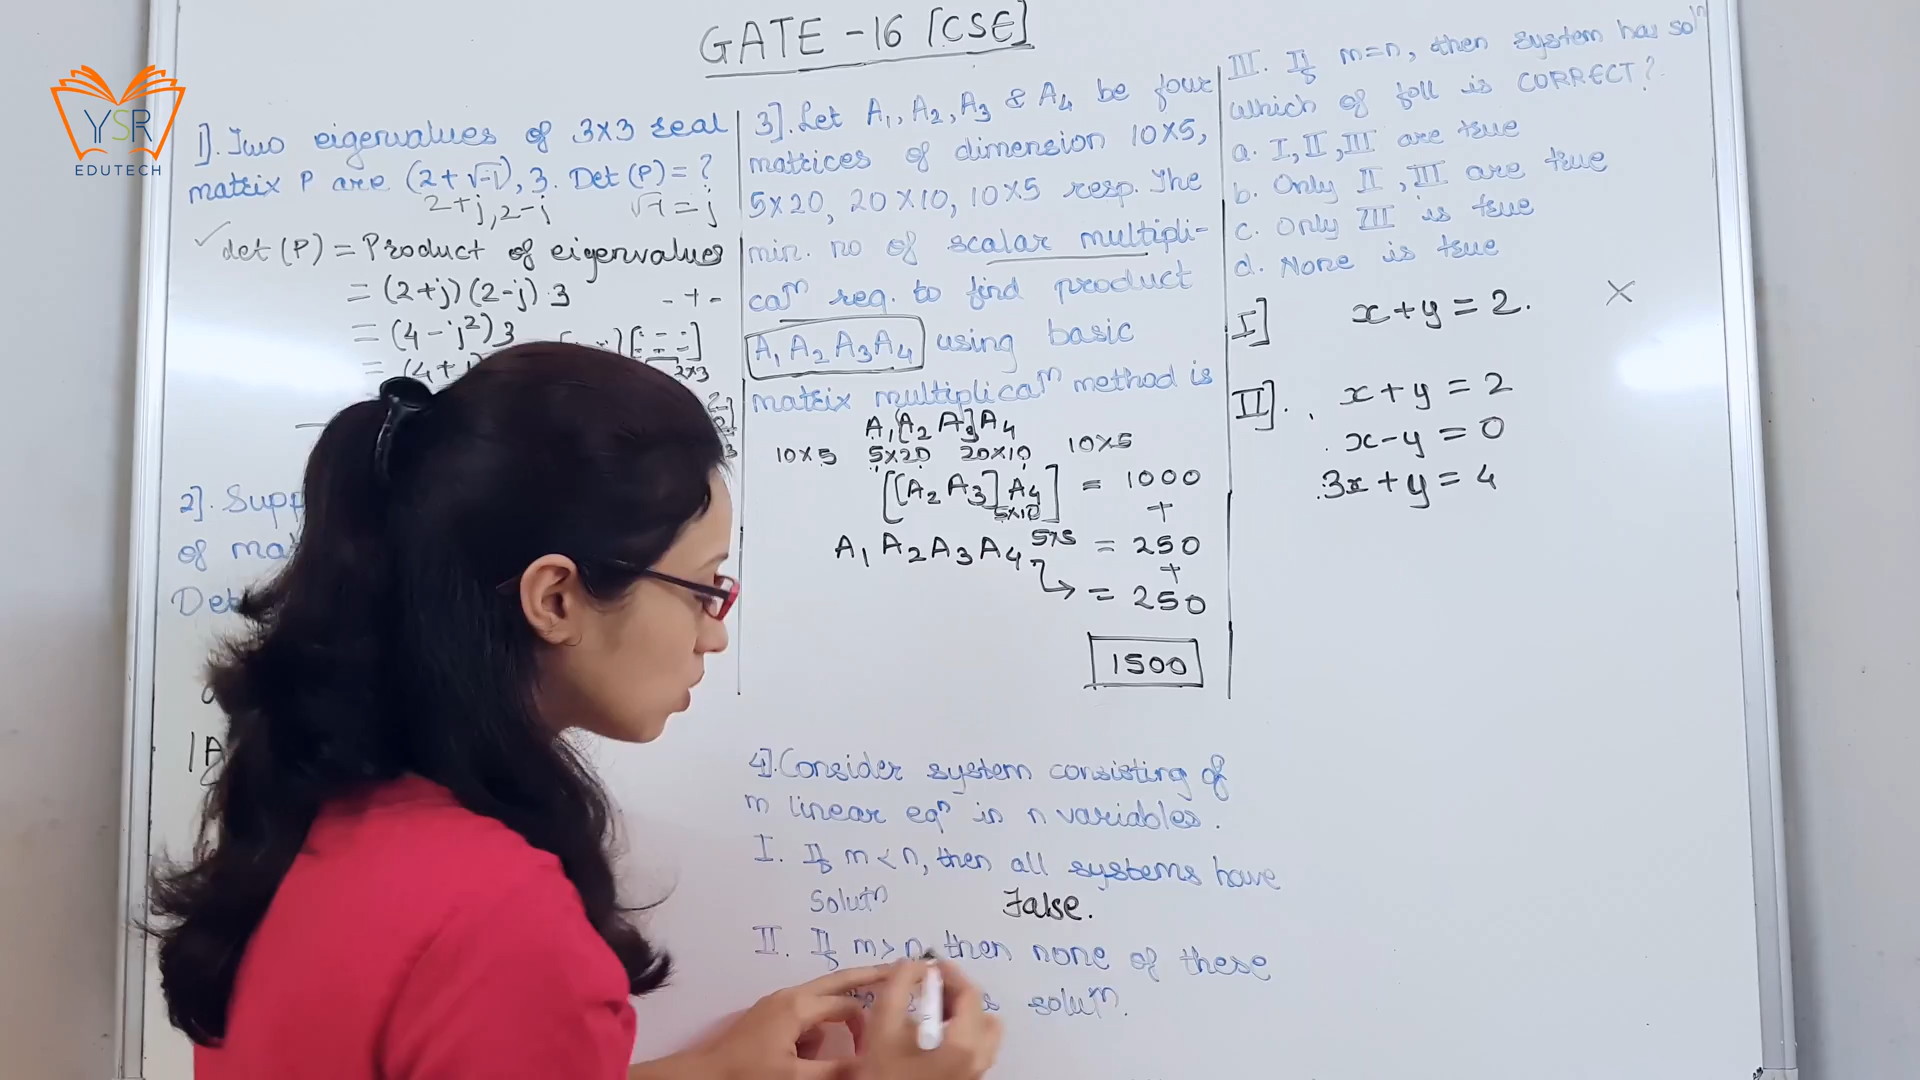 GATE -16 [CSE]
YSR
EDUTECH
1]. Two eigenvalues of 3x3 real
matrix P are (2+√-1), 3. Det (P) = ?
2+j, 2-j √-1 = j
det (P) = Product of eigenvalues
= (2+j) (2-j) . 3
= (4 - j²) 3
= (4+
2x3
2]. Supp
of mat
Det
|A
3]. Let A₁, A₂, A₃ & A₄ be four
matrices of dimension 10x5,
5x20, 20x10, 10x5 resp. The
min. no of scalar multipli-
caⁿ req. to find product
A₁ A₂ A₃ A₄ using basic
matrix multiplicaⁿ method is
A₁[A₂ A₃]A₄
10x5 5x20 20x10 10x5
[[A₂ A₃] A₄] = 1000
5x10 +
A₁ A₂ A₃ A₄ 5x5 = 250
+
= 250
1500
4]. Consider system consisting of
m linear eqⁿ in n variables.
I. If m < n, then all systems have
Solutⁿ False.
II. If m > n, then none of these
solutⁿ.
III. If m = n, then system has solⁿ
which of foll is CORRECT?
a. I, II, III are true
b. Only II, III are true
c. Only III is true
d. None is true
I] x + y = 2. ×
II]. x + y = 2
x - y = 0
3x + y = 4